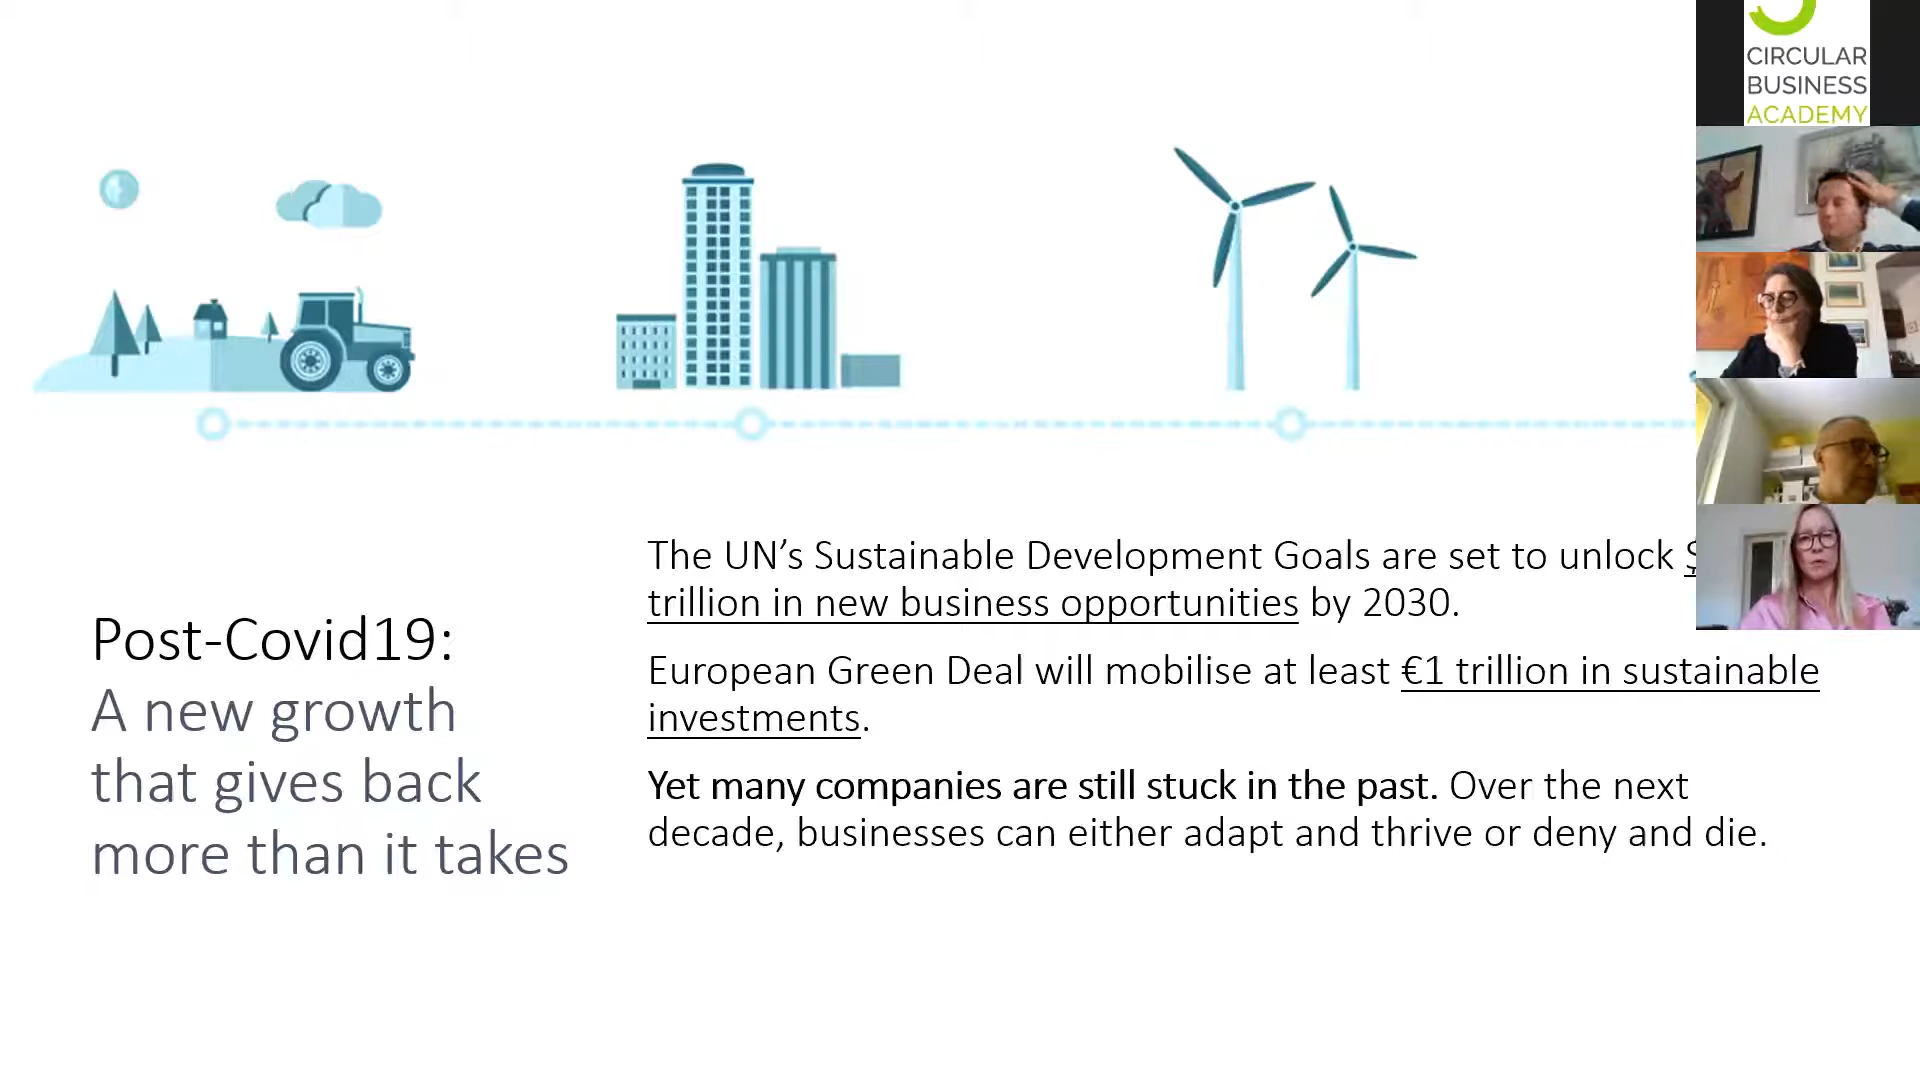 CIRCULAR
BUSINESS
ACADEMY
The UN’s Sustainable Development Goals are set to unlock
trillion in new business opportunities by 2030.
Post-Covid19:
A new growth
that gives back
more than it takes
European Green Deal will mobilise at least €1 trillion in sustainable
investments.
Yet many companies are still stuck in the past. Over the next
decade, businesses can either adapt and thrive or deny and die.